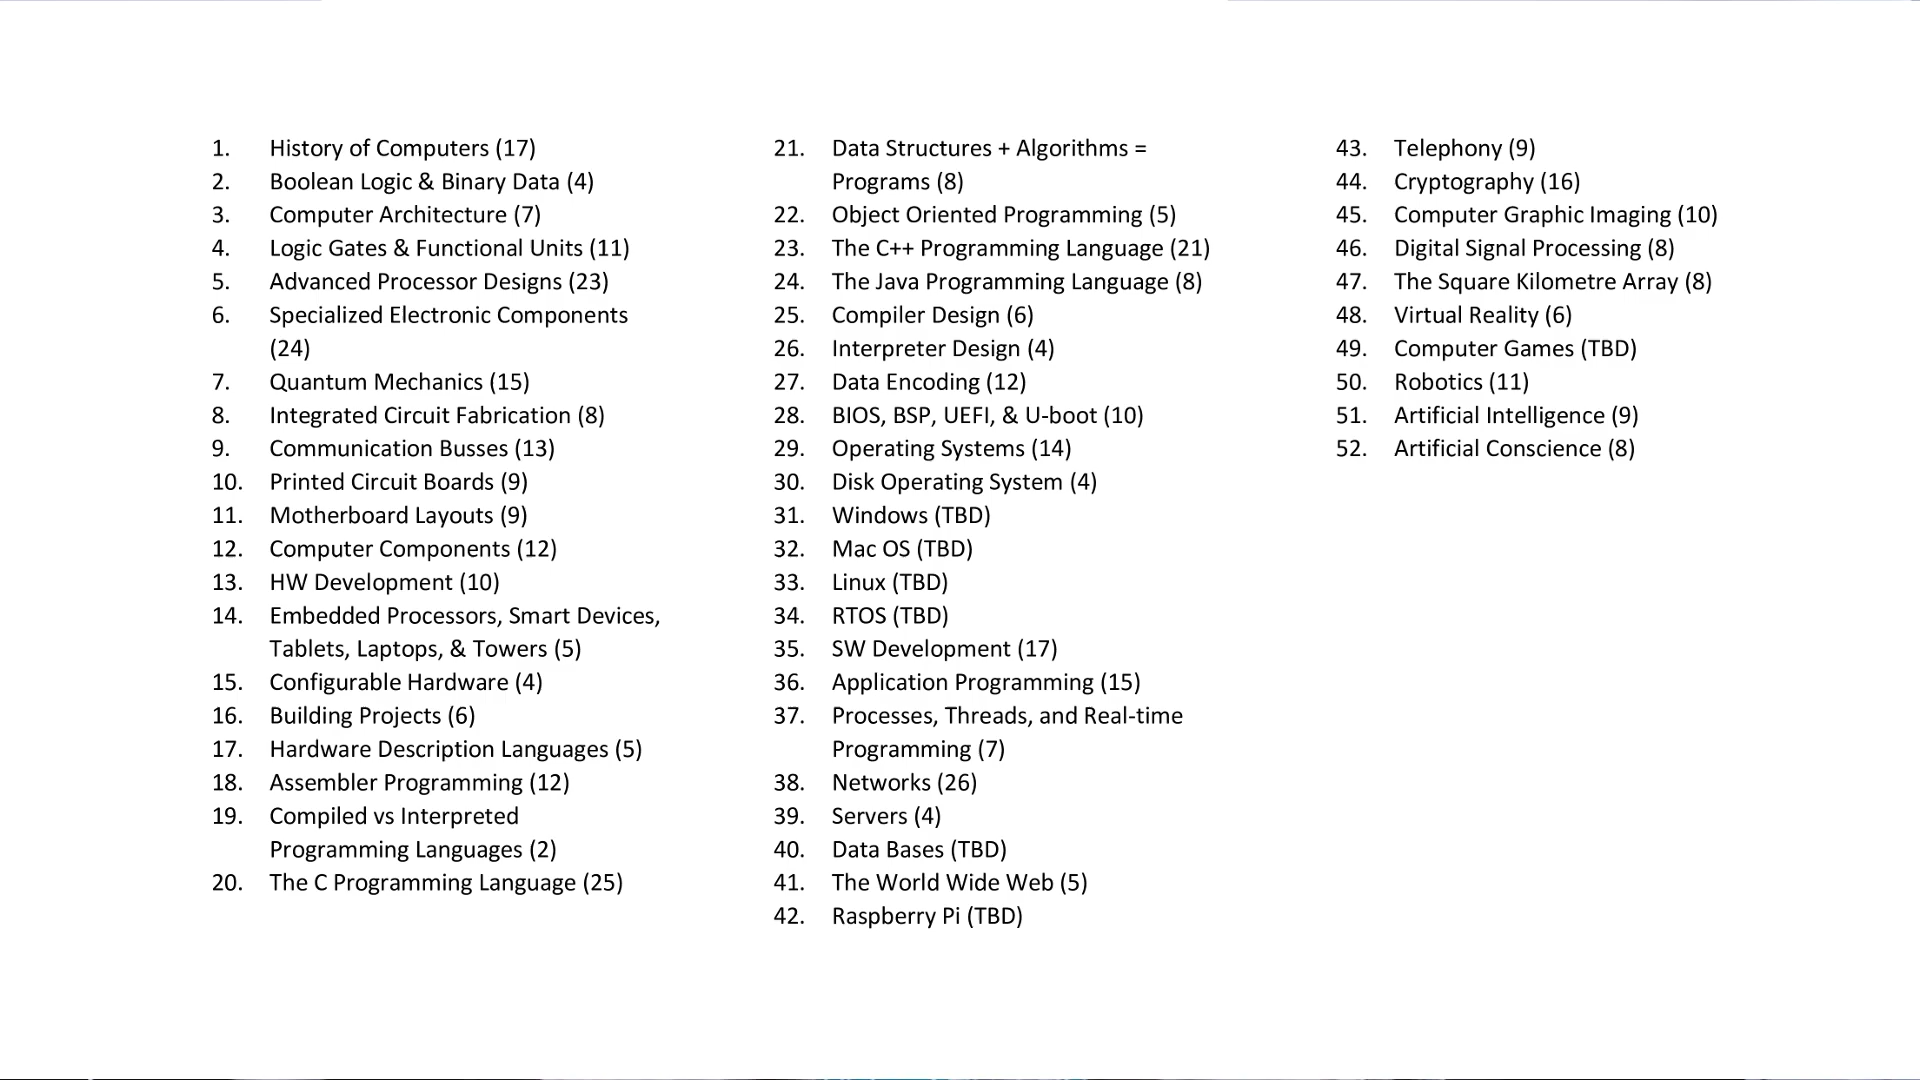 1. History of Computers (17)
2. Boolean Logic & Binary Data (4)
3. Computer Architecture (7)
4. Logic Gates & Functional Units (11)
5. Advanced Processor Designs (23)
6. Specialized Electronic Components
(24)
7. Quantum Mechanics (15)
8. Integrated Circuit Fabrication (8)
9. Communication Busses (13)
10. Printed Circuit Boards (9)
11. Motherboard Layouts (9)
12. Computer Components (12)
13. HW Development (10)
14. Embedded Processors, Smart Devices,
Tablets, Laptops, & Towers (5)
15. Configurable Hardware (4)
16. Building Projects (6)
17. Hardware Description Languages (5)
18. Assembler Programming (12)
19. Compiled vs Interpreted
Programming Languages (2)
20. The C Programming Language (25)
21. Data Structures + Algorithms =
Programs (8)
22. Object Oriented Programming (5)
23. The C++ Programming Language (21)
24. The Java Programming Language (8)
25. Compiler Design (6)
26. Interpreter Design (4)
27. Data Encoding (12)
28. BIOS, BSP, UEFI, & U-boot (10)
29. Operating Systems (14)
30. Disk Operating System (4)
31. Windows (TBD)
32. Mac OS (TBD)
33. Linux (TBD)
34. RTOS (TBD)
35. SW Development (17)
36. Application Programming (15)
37. Processes, Threads, and Real-time
Programming (7)
38. Networks (26)
39. Servers (4)
40. Data Bases (TBD)
41. The World Wide Web (5)
42. Raspberry Pi (TBD)
43. Telephony (9)
44. Cryptography (16)
45. Computer Graphic Imaging (10)
46. Digital Signal Processing (8)
47. The Square Kilometre Array (8)
48. Virtual Reality (6)
49. Computer Games (TBD)
50. Robotics (11)
51. Artificial Intelligence (9)
52. Artificial Conscience (8)